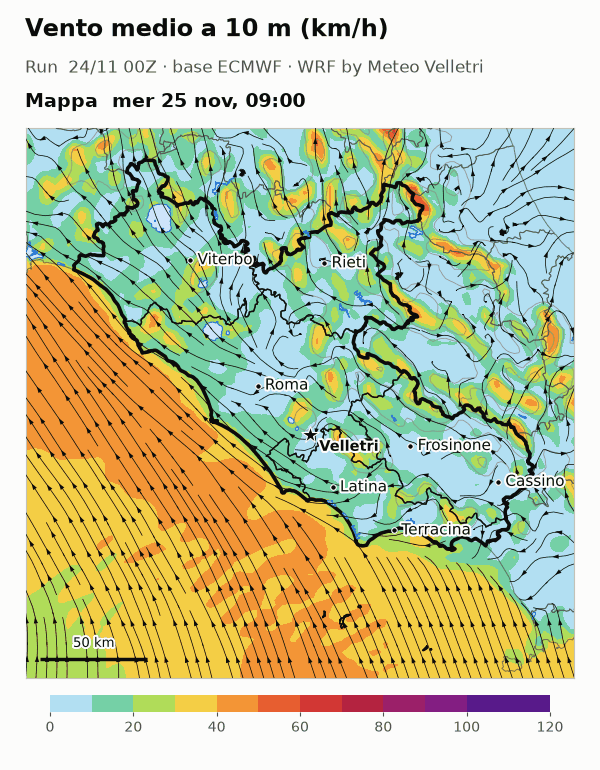 Vento medio a 10 m (km/h)
Run 24/11 00Z · base ECMWF · WRF by Meteo Velletri
Mappa mer 25 nov, 09:00
Viterbo
Rieti
Roma
Velletri
Frosinone
Latina
Cassino
Terracina
50 km
0 20 40 60 80 100 120